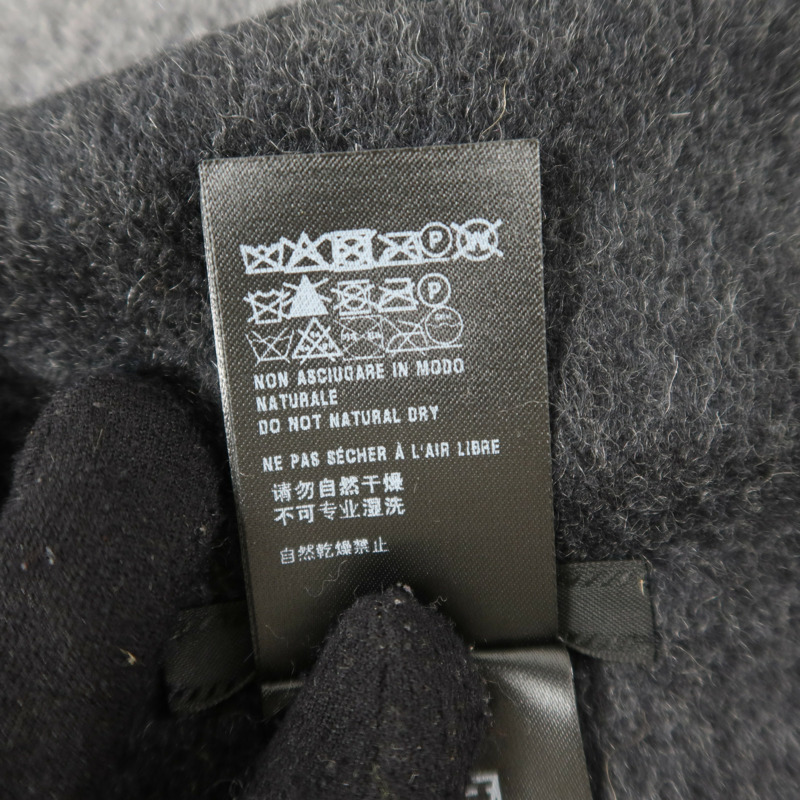 P W
P
NON ASCIUGARE IN MODO
NATURALE
DO NOT NATURAL DRY
NE PAS SÉCHER À L'AIR LIBRE
请勿自然干燥
不可专业湿洗
自然乾燥禁止